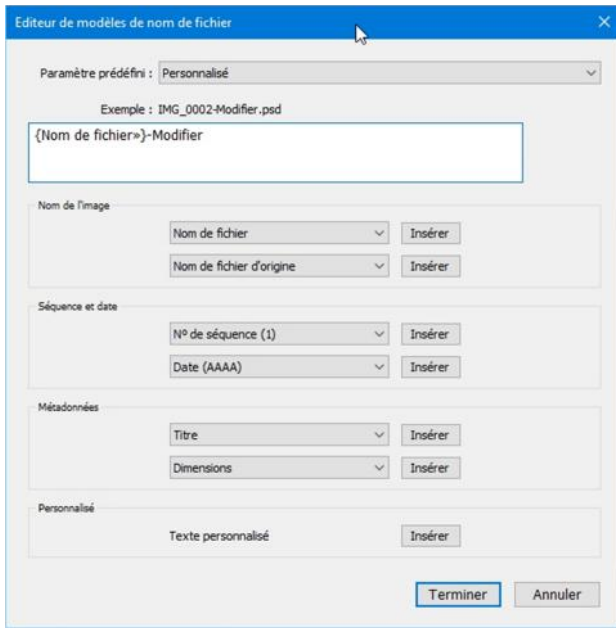 Editeur de modèles de nom de fichier
Paramètre prédéfini : Personnalisé
Exemple : IMG_0002-Modifier.psd
{Nom de fichier»}-Modifier
Nom de l'image
Nom de fichier Insérer
Nom de fichier d'origine Insérer
Séquence et date
Nº de séquence (1) Insérer
Date (AAAA) Insérer
Métadonnées
Titre Insérer
Dimensions Insérer
Personnalisé
Texte personnalisé Insérer
Terminer Annuler